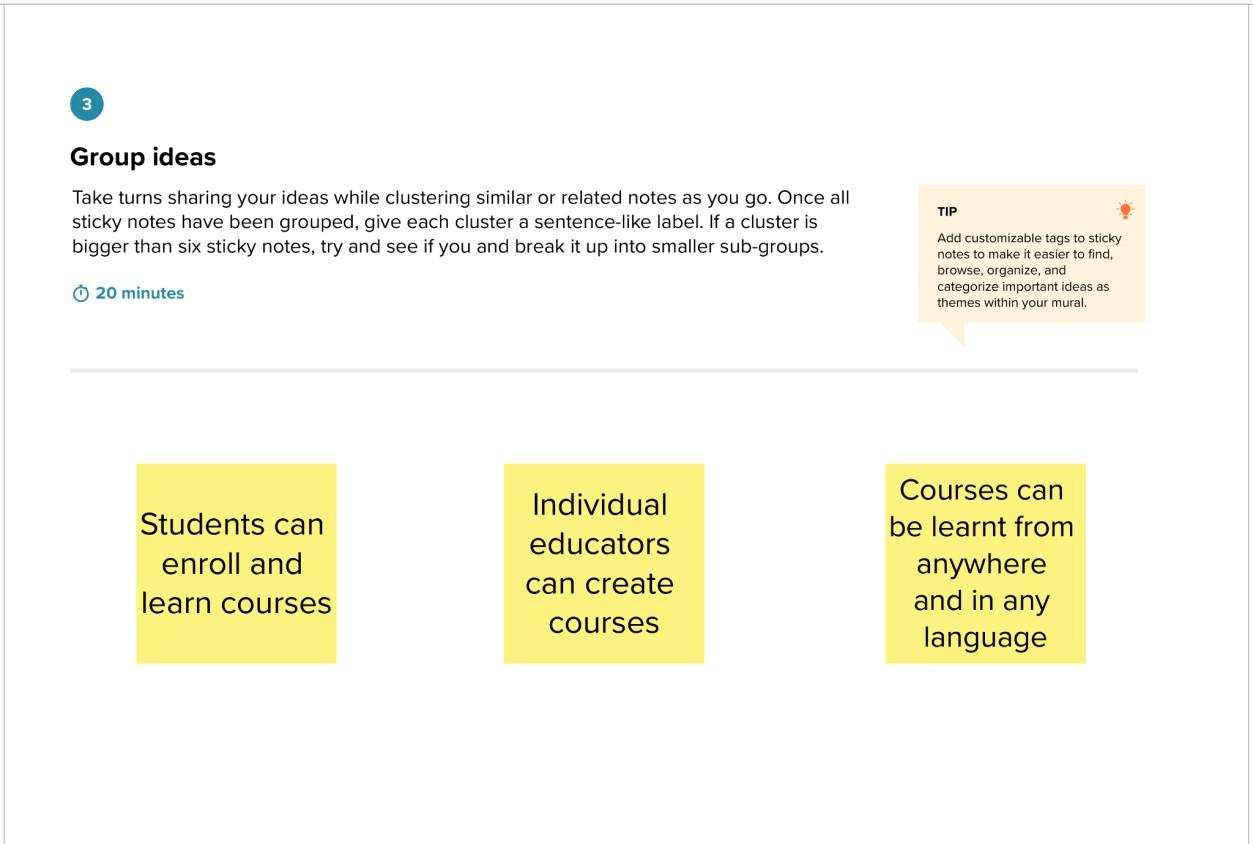 3
Group ideas
Take turns sharing your ideas while clustering similar or related notes as you go. Once all
sticky notes have been grouped, give each cluster a sentence-like label. If a cluster is
bigger than six sticky notes, try and see if you and break it up into smaller sub-groups.
20 minutes
TIP
Add customizable tags to sticky
notes to make it easier to find,
browse, organize, and
categorize important ideas as
themes within your mural.
Students can
enroll and
learn courses
Individual
educators
can create
courses
Courses can
be learnt from
anywhere
and in any
language